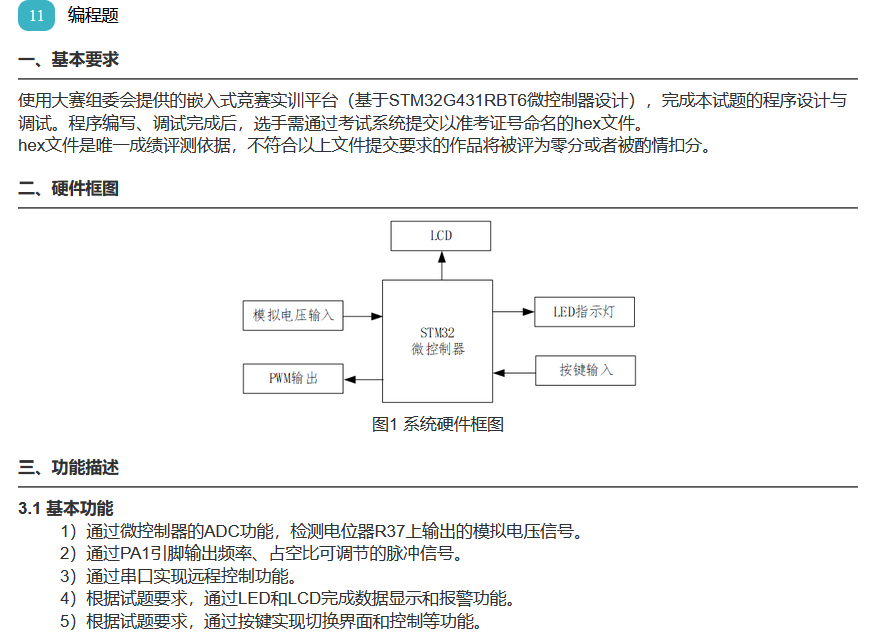 11 编程题
一、基本要求
使用大赛组委会提供的嵌入式竞赛实训平台（基于STM32G431RBT6微控制器设计），完成本试题的程序设计与
调试。程序编写、调试完成后，选手需通过考试系统提交以准考证号命名的hex文件。
hex文件是唯一成绩评测依据，不符合以上文件提交要求的作品将被评为零分或者被酌情扣分。
二、硬件框图
LCD
模拟电压输入
LED指示灯
STM32
微控制器
PWM输出
按键输入
图1 系统硬件框图
三、功能描述
3.1 基本功能
1）通过微控制器的ADC功能，检测电位器R37上输出的模拟电压信号。
2）通过PA1引脚输出频率、占空比可调节的脉冲信号。
3）通过串口实现远程控制功能。
4）根据试题要求，通过LED和LCD完成数据显示和报警功能。
5）根据试题要求，通过按键实现切换界面和控制等功能。